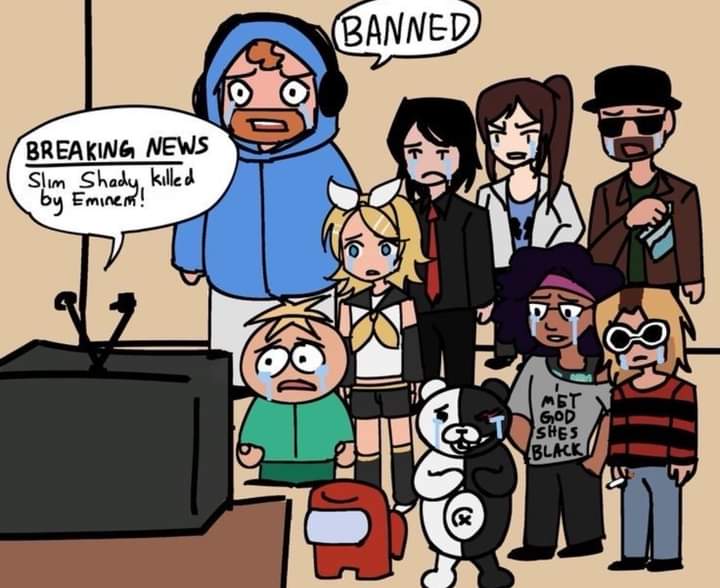 BANNED
BREAKING NEWS
Slim Shady killed
by Eminem!
I
MET
GOD
SHES
BLACK